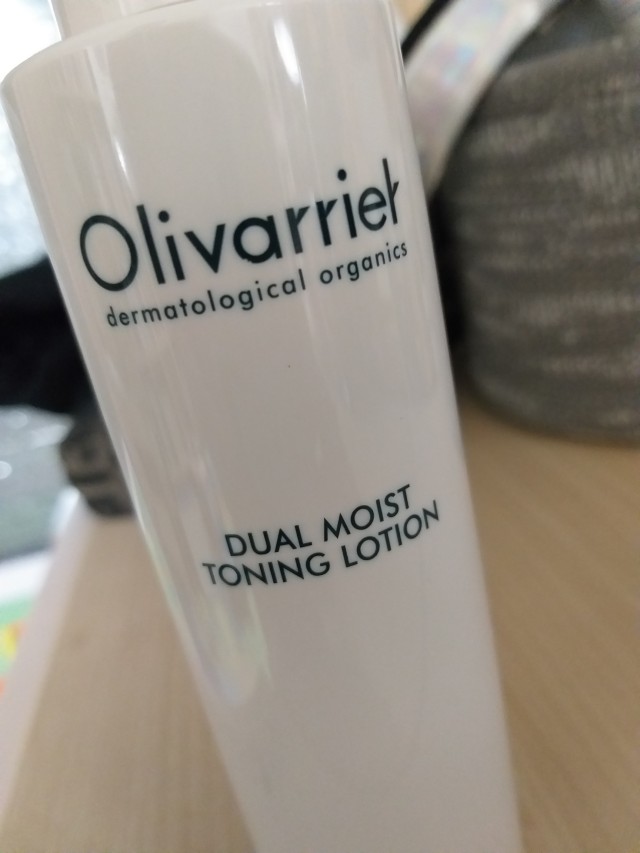 Olivarrier
dermatological organics
DUAL MOIST
TONING LOTION